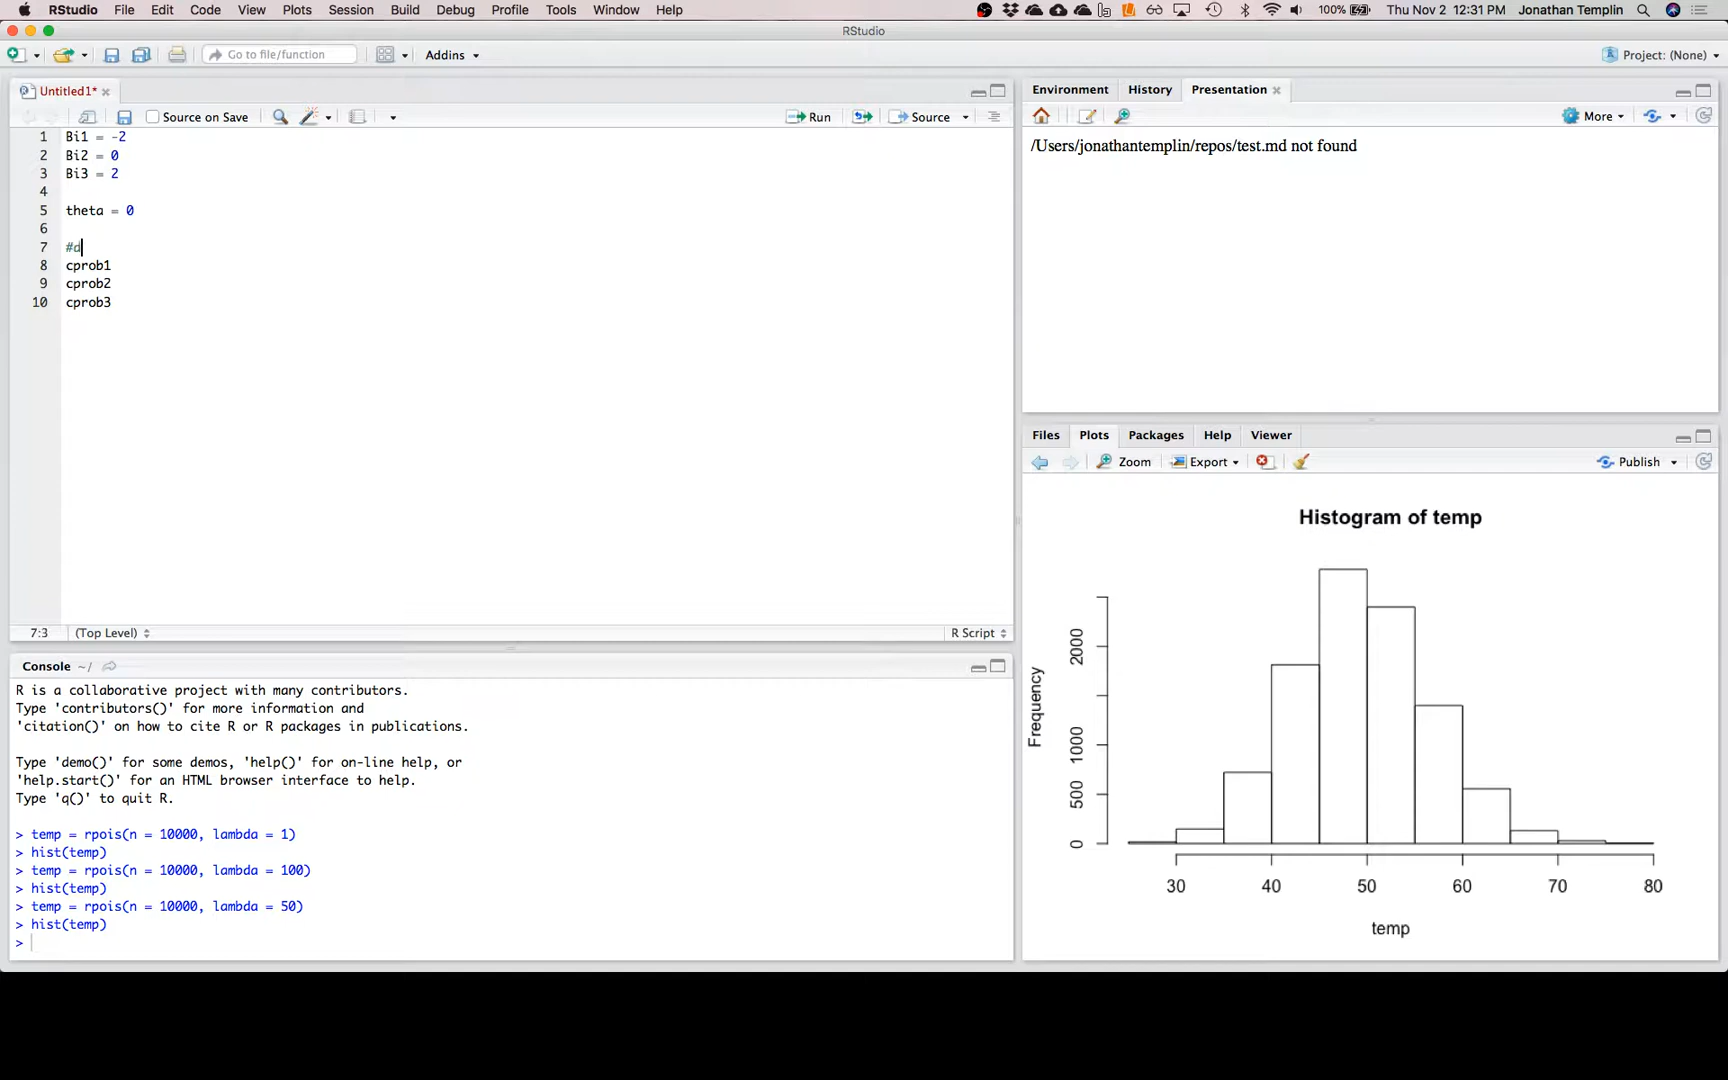 RStudio File Edit Code View Plots Session Build Debug Profile Tools Window Help 100% Thu Nov 2 12:31 PM Jonathan Templin
RStudio
Go to file/function Addins Project: (None)
Untitled1*
Source on Save Run Source
1 Bi1 = -2
2 Bi2 = 0
3 Bi3 = 2
4
5 theta = 0
6
7 #d
8 cprob1
9 cprob2
10 cprob3
7:3 (Top Level) R Script
Console ~/
R is a collaborative project with many contributors.
Type 'contributors()' for more information and
'citation()' on how to cite R or R packages in publications.
Type 'demo()' for some demos, 'help()' for on-line help, or
'help.start()' for an HTML browser interface to help.
Type 'q()' to quit R.
> temp = rpois(n = 10000, lambda = 1)
> hist(temp)
> temp = rpois(n = 10000, lambda = 100)
> hist(temp)
> temp = rpois(n = 10000, lambda = 50)
> hist(temp)
>
Environment History Presentation
More
/Users/jonathantemplin/repos/test.md not found
Files Plots Packages Help Viewer
Zoom Export Publish
Histogram of temp
Frequency
2000
1000
500
0
30 40 50 60 70 80
temp